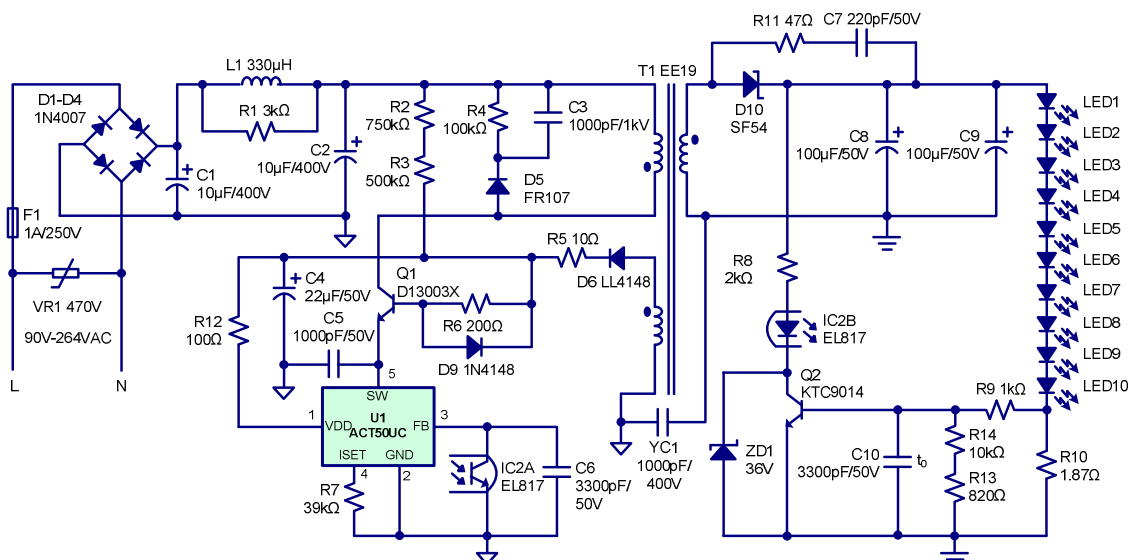 R11 47Ω
C7 220pF/50V
L1 330µH
T1 EE19
D1-D4
1N4007
R1 3kΩ
R2
750kΩ
R4
100kΩ
C3
1000pF/1kV
D10
SF54
LED1
LED2
C2
10µF/400V
C8
100µF/50V
C9
100µF/50V
LED3
R3
500kΩ
C1
10µF/400V
D5
FR107
LED4
F1
1A/250V
LED5
R5 10Ω
D6 LL4148
LED6
R8
2kΩ
VR1 470V
C4
22µF/50V
Q1
D13003X
LED7
R12
100Ω
C5
1000pF/50V
R6 200Ω
IC2B
EL817
LED8
90V-264VAC
D9 1N4148
LED9
L
N
5
Q2
KTC9014
R9 1kΩ
LED10
SW
1
VDD
U1
ACT50UC
FB
3
ISET
GND
4
2
R7
39kΩ
IC2A
EL817
C6
3300pF/
50V
YC1
1000pF/
400V
ZD1
36V
C10
3300pF/50V
to
R14
10kΩ
R13
820Ω
R10
1.87Ω